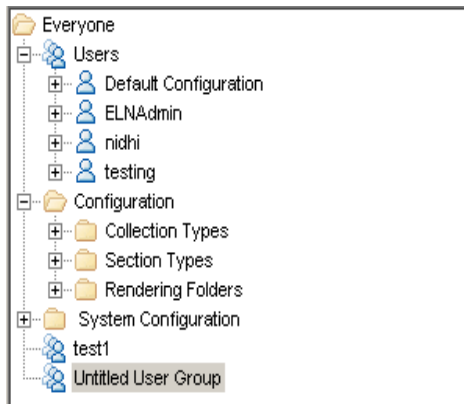 Everyone
Users
Default Configuration
ELNAdmin
nidhi
testing
Configuration
Collection Types
Section Types
Rendering Folders
System Configuration
test1
Untitled User Group